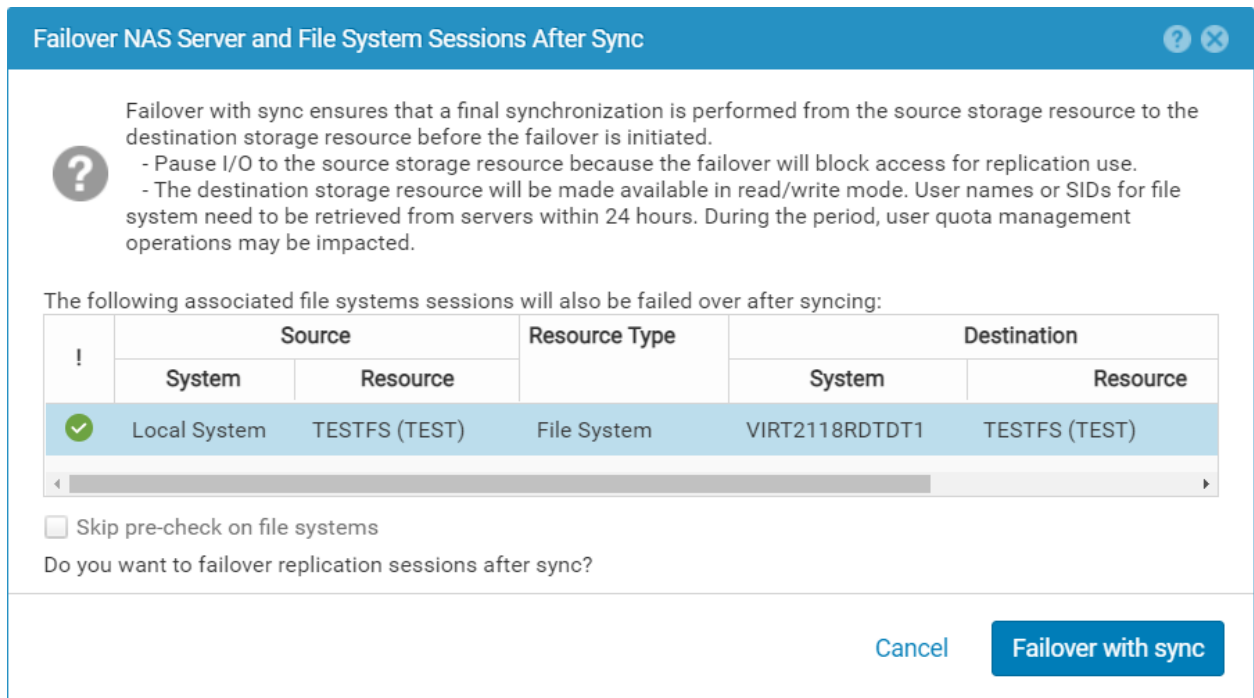 Failover NAS Server and File System Sessions After Sync
Failover with sync ensures that a final synchronization is performed from the source storage resource to the
destination storage resource before the failover is initiated.
- Pause I/O to the source storage resource because the failover will block access for replication use.
- The destination storage resource will be made available in read/write mode. User names or SIDs for file
system need to be retrieved from servers within 24 hours. During the period, user quota management
operations may be impacted.
The following associated file systems sessions will also be failed over after syncing:
! Source Resource Type Destination
System Resource System Resource
Local System TESTFS (TEST) File System VIRT2118RDTDT1 TESTFS (TEST)
Skip pre-check on file systems
Do you want to failover replication sessions after sync?
Cancel Failover with sync